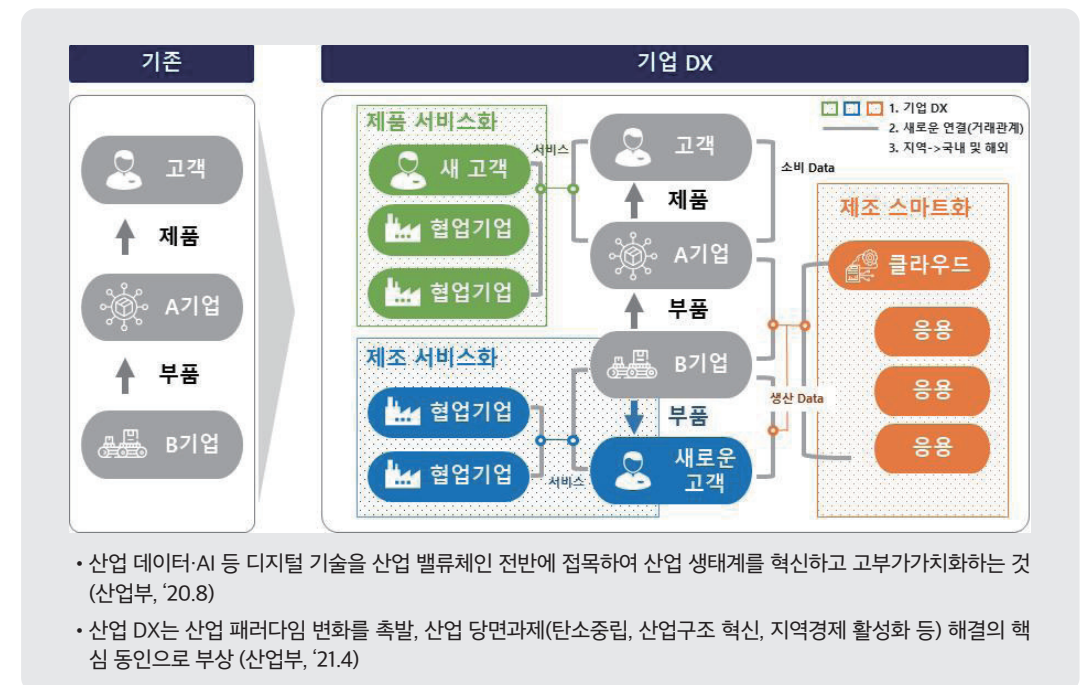 기존
고객
제품
A기업
부품
B기업
기업 DX
1. 기업 DX
2. 새로운 연결(거래관계)
3. 지역->국내 및 해외
제품 서비스화
새 고객
협업기업
협업기업
서비스
고객
제품
A기업
부품
B기업
부품
새로운
고객
제조 서비스화
협업기업
협업기업
서비스
소비 Data
생산 Data
제조 스마트화
클라우드
응용
응용
응용
• 산업 데이터·AI 등 디지털 기술을 산업 밸류체인 전반에 접목하여 산업 생태계를 혁신하고 고부가가치화하는 것
(산업부, ‘20.8)
• 산업 DX는 산업 패러다임 변화를 촉발, 산업 당면과제(탄소중립, 산업구조 혁신, 지역경제 활성화 등) 해결의 핵
심 동인으로 부상 (산업부, ‘21.4)